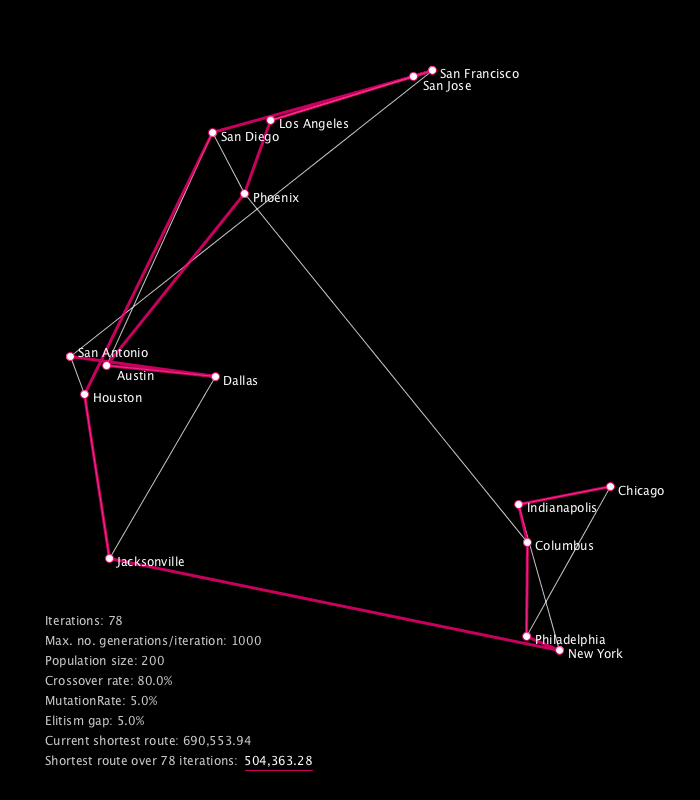 San Francisco
San Jose
Los Angeles
San Diego
Phoenix
San Antonio
Austin
Dallas
Houston
Chicago
Indianapolis
Columbus
Jacksonville
Philadelphia
New York
Iterations: 78
Max. no. generations/iteration: 1000
Population size: 200
Crossover rate: 80.0%
MutationRate: 5.0%
Elitism gap: 5.0%
Current shortest route: 690,553.94
Shortest route over 78 iterations: 504,363.28